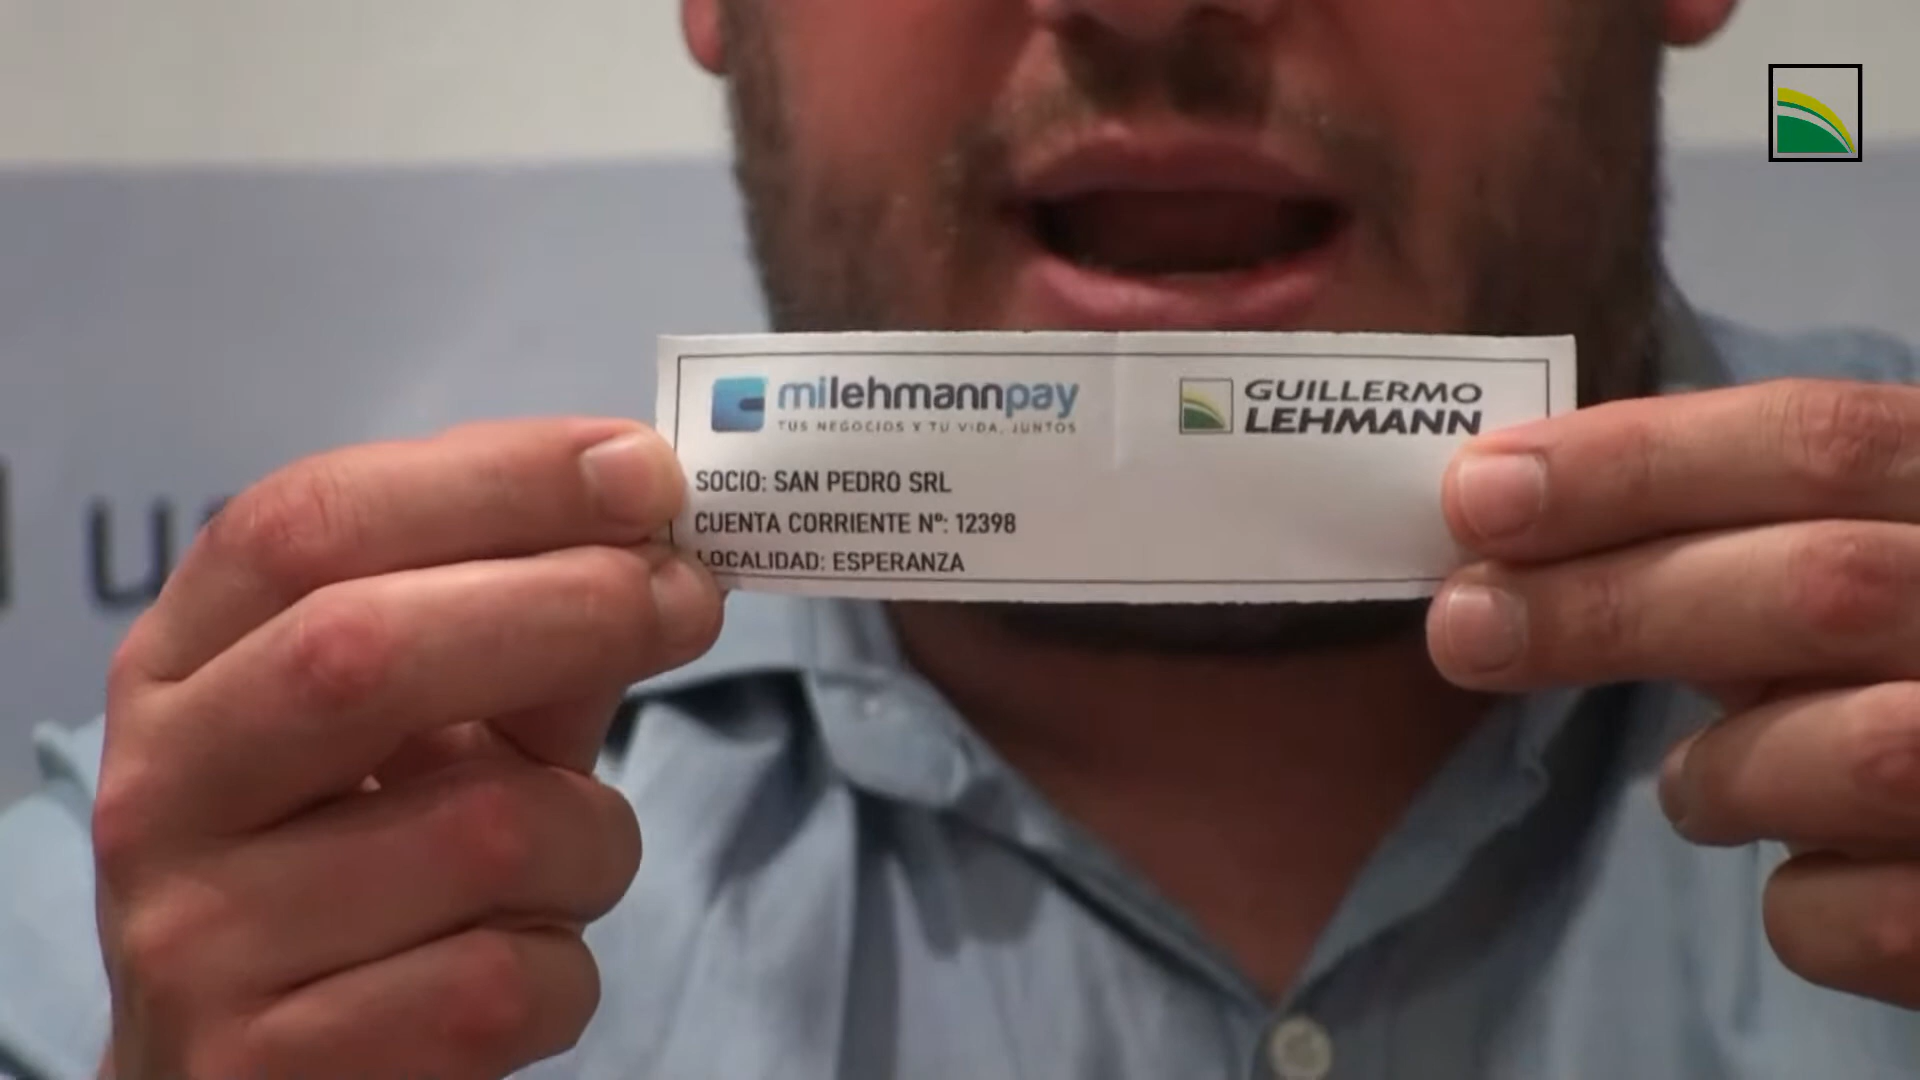 milehmannpay
TUS NEGOCIOS Y TU VIDA, JUNTOS
GUILLERMO
LEHMANN
SOCIO: SAN PEDRO SRL
CUENTA CORRIENTE Nº: 12398
LOCALIDAD: ESPERANZA